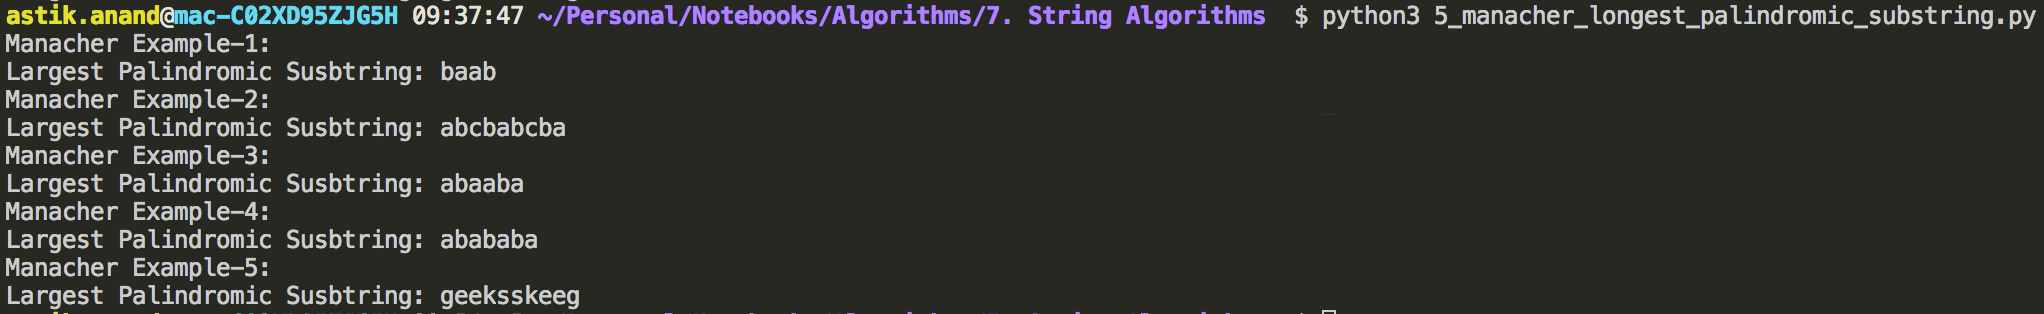 astik.anand@mac-C02XD95ZJG5H 09:37:47 ~/Personal/Notebooks/Algorithms/7. String Algorithms  $ python3 5_manacher_longest_palindromic_substring.py
Manacher Example-1:
Largest Palindromic Susbtring: baab
Manacher Example-2:
Largest Palindromic Susbtring: abcbabcba
Manacher Example-3:
Largest Palindromic Susbtring: abaaba
Manacher Example-4:
Largest Palindromic Susbtring: abababa
Manacher Example-5:
Largest Palindromic Susbtring: geeksskeeg